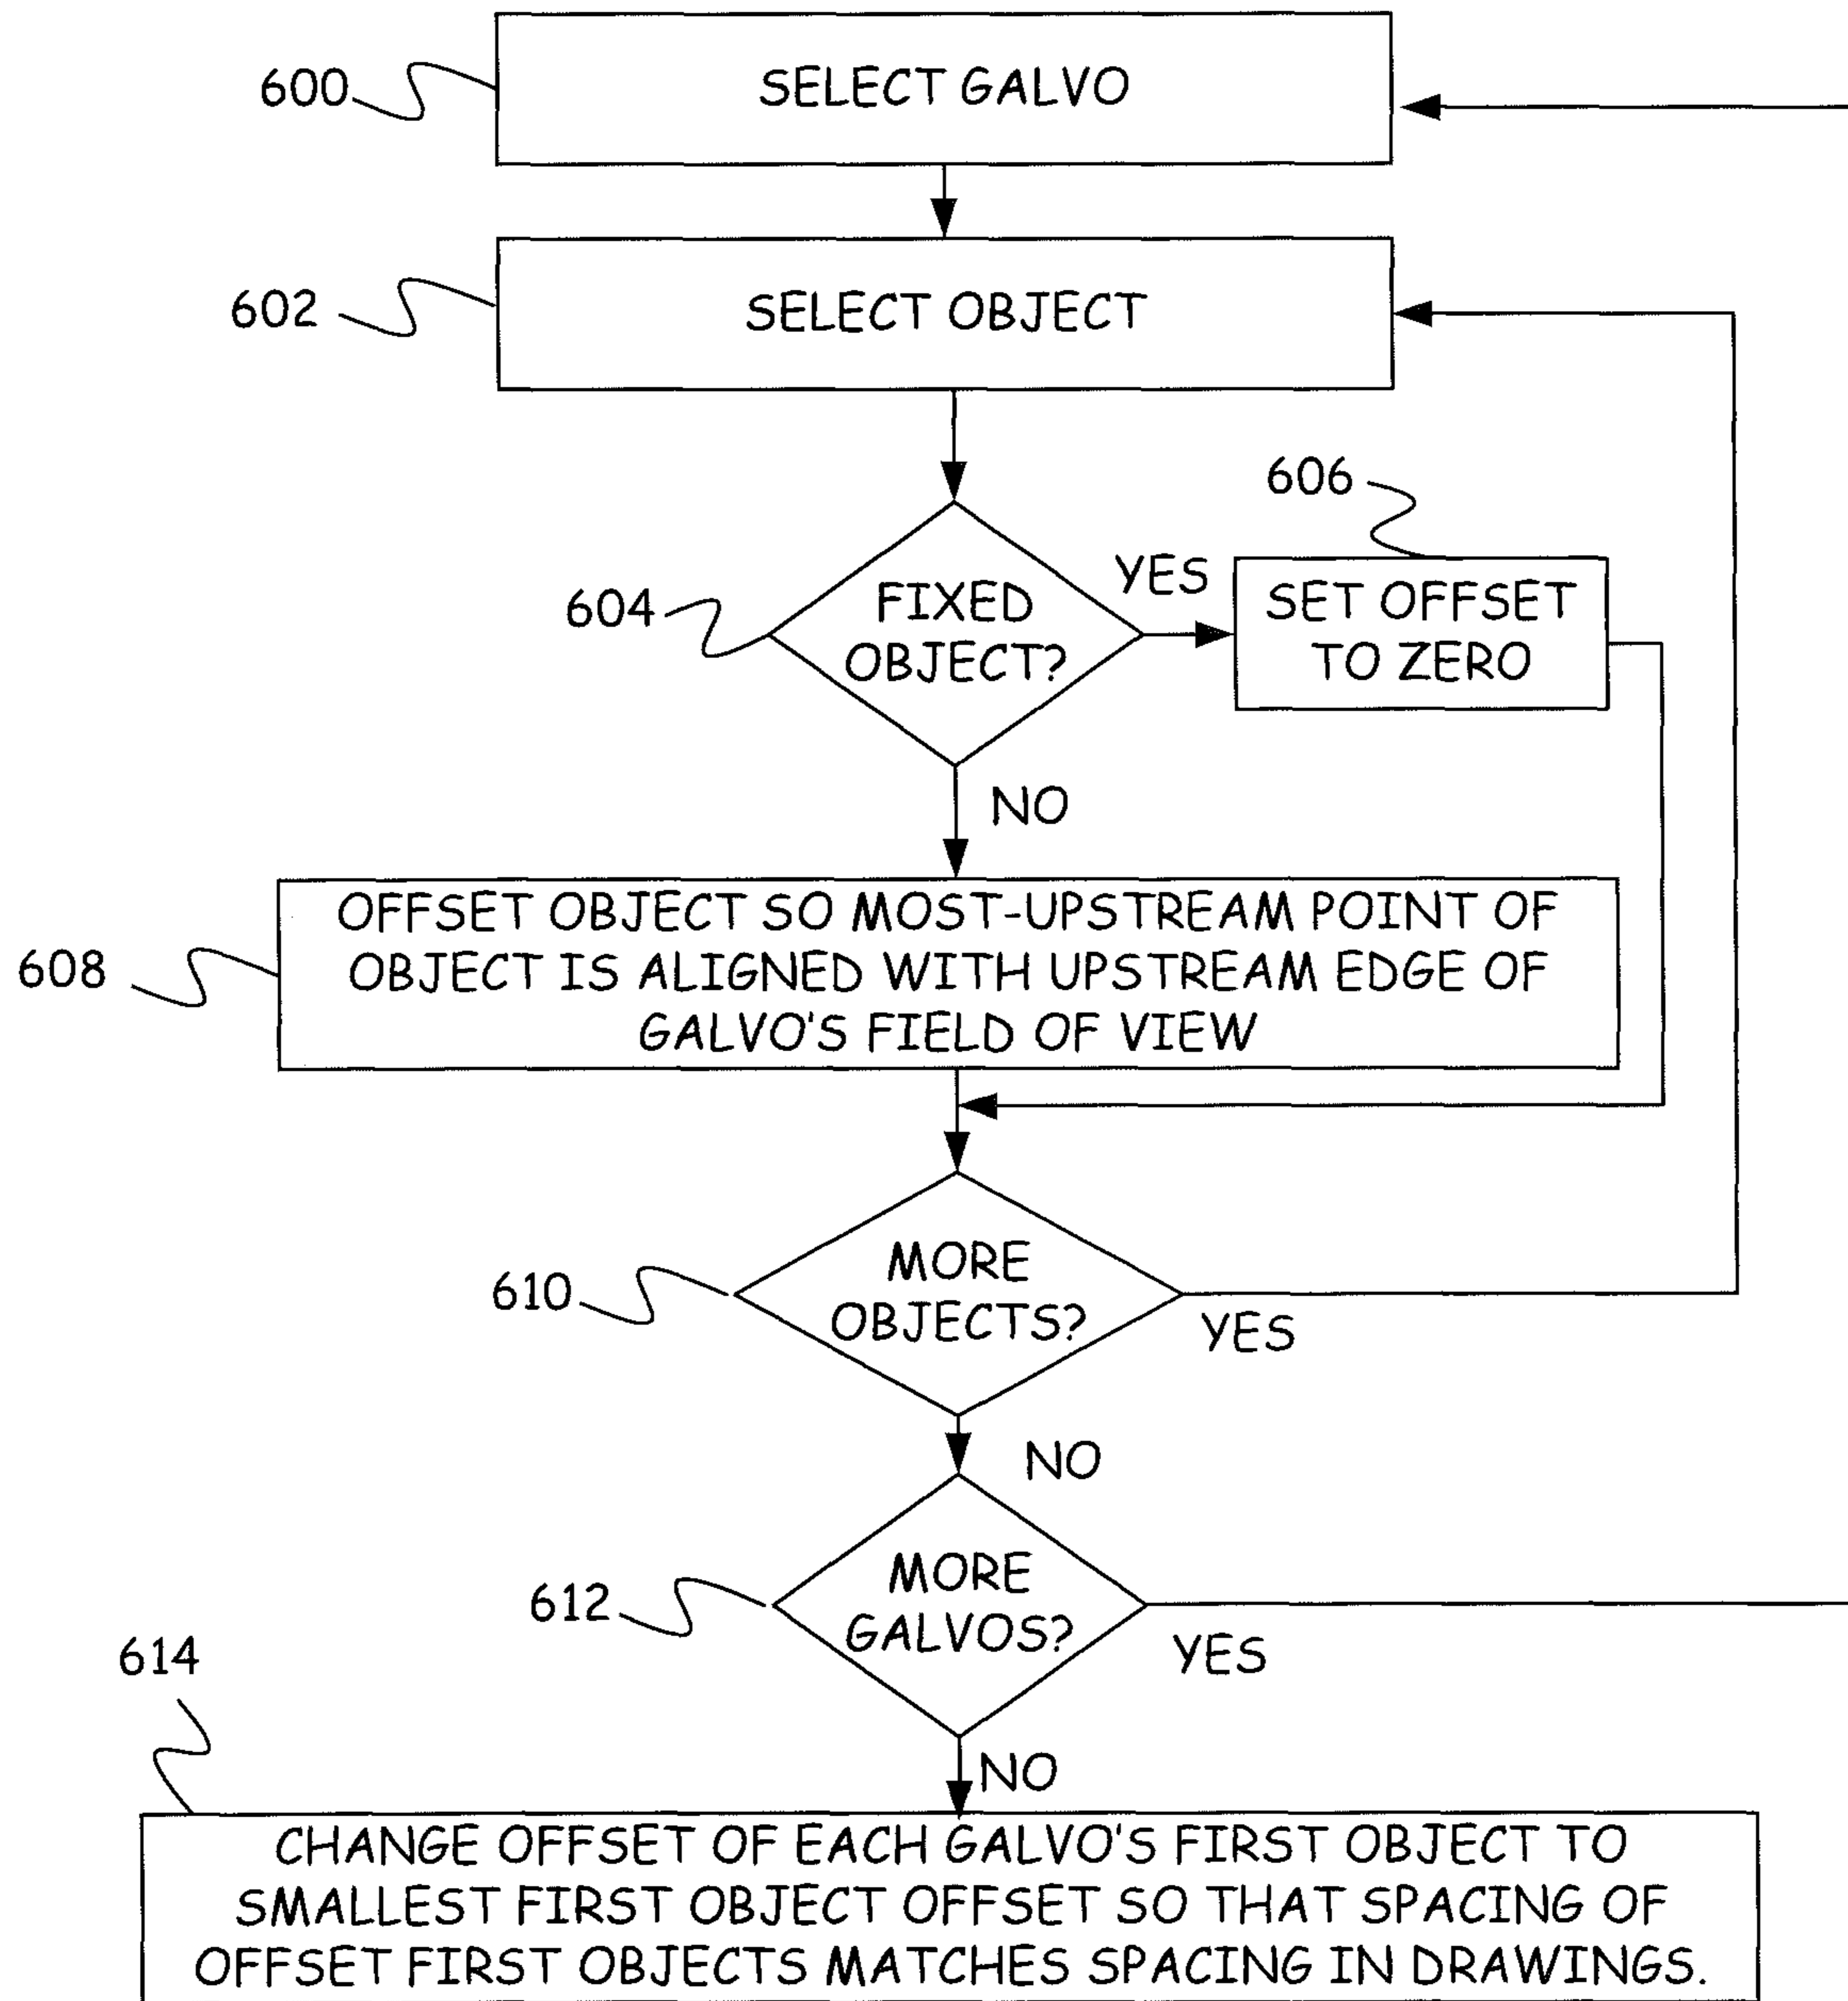 600
SELECT GALVO
602
SELECT OBJECT
606
604
FIXED
OBJECT?
YES
SET OFFSET
TO ZERO
NO
608
OFFSET OBJECT SO MOST-UPSTREAM POINT OF
OBJECT IS ALIGNED WITH UPSTREAM EDGE OF
GALVO'S FIELD OF VIEW
610
MORE
OBJECTS?
YES
NO
612
MORE
GALVOS?
YES
614
NO
CHANGE OFFSET OF EACH GALVO'S FIRST OBJECT TO
SMALLEST FIRST OBJECT OFFSET SO THAT SPACING OF
OFFSET FIRST OBJECTS MATCHES SPACING IN DRAWINGS.